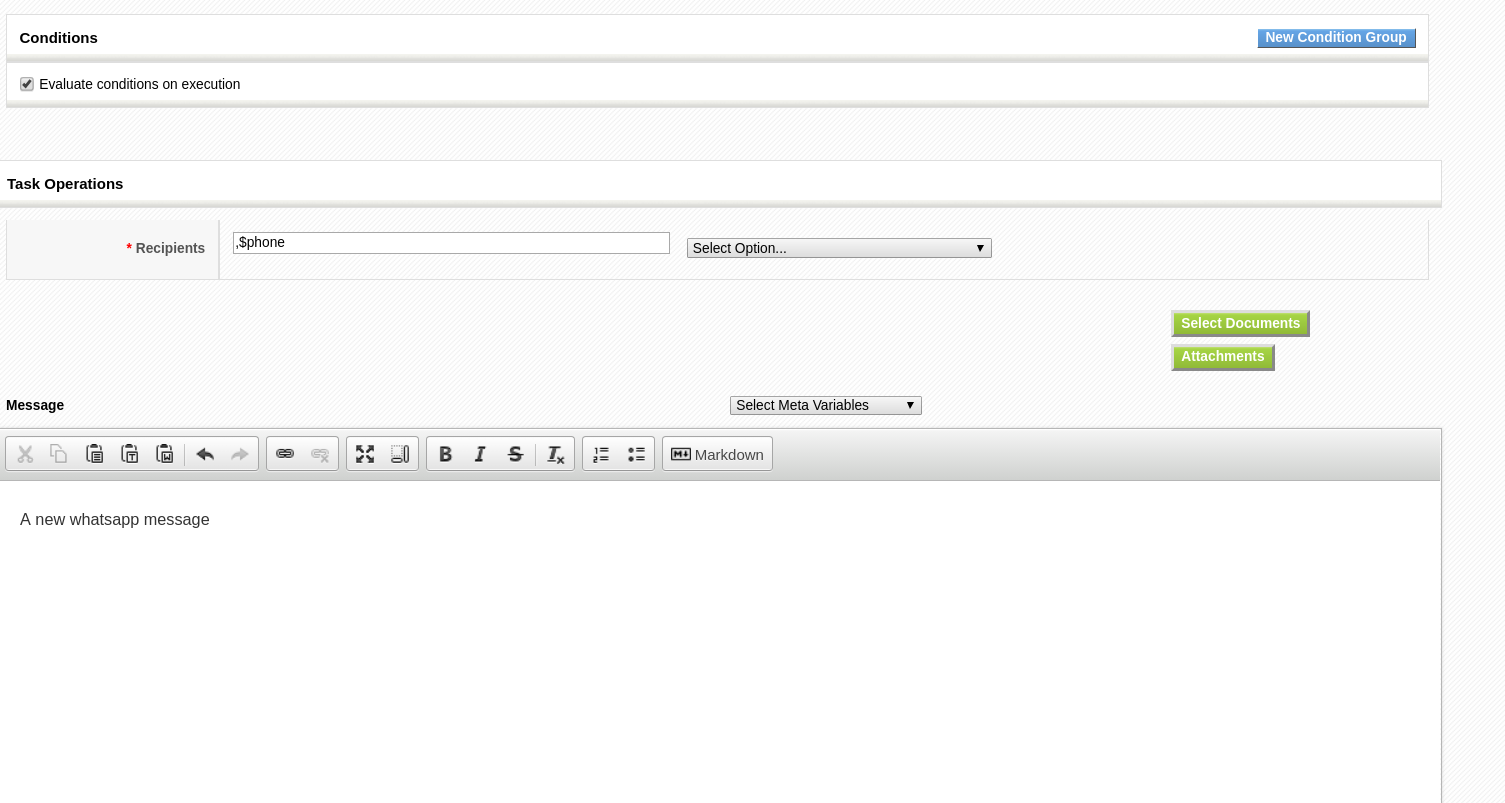 Conditions
New Condition Group
Evaluate conditions on execution
Task Operations
* Recipients
,$phone
Select Option...
Select Documents
Attachments
Message
Select Meta Variables
Markdown
A new whatsapp message